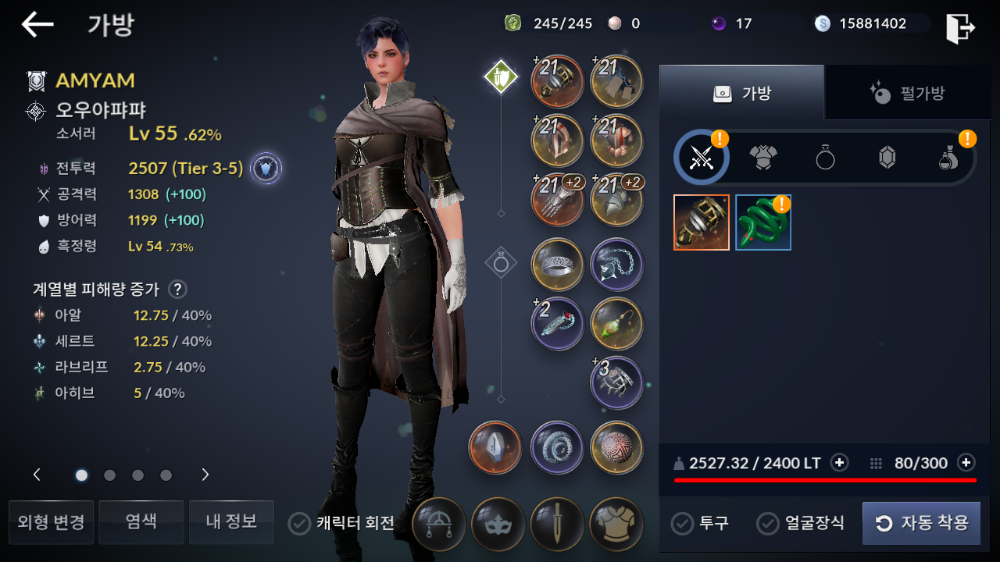 가방
245/245
0
17
15881402
AMYAM
오우야퍄퍄
소서러 Lv 55 .62%
전투력 2507 (Tier 3-5)
공격력 1308 (+100)
방어력 1199 (+100)
흑정령 Lv 54 .73%
계열별 피해량 증가 ?
아알 12.75 / 40%
세르트 12.25 / 40%
라브리프 2.75 / 40%
아히브 5 / 40%
외형 변경
염색
내 정보
캐릭터 회전
+21 +21
+21 +21
+21 +2 +21 +2
+2
+3
가방
펄가방
!
!
!
2527.32 / 2400 LT +
80/300 +
투구
얼굴장식
자동 착용